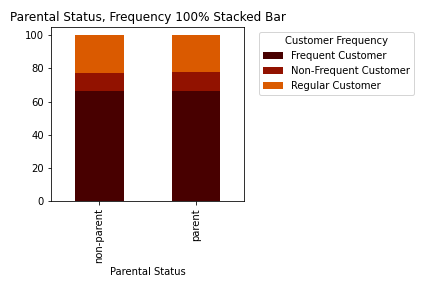 Parental Status, Frequency 100% Stacked Bar
100
80
60
40
20
0
non-parent
parent
Parental Status
Customer Frequency
Frequent Customer
Non-Frequent Customer
Regular Customer